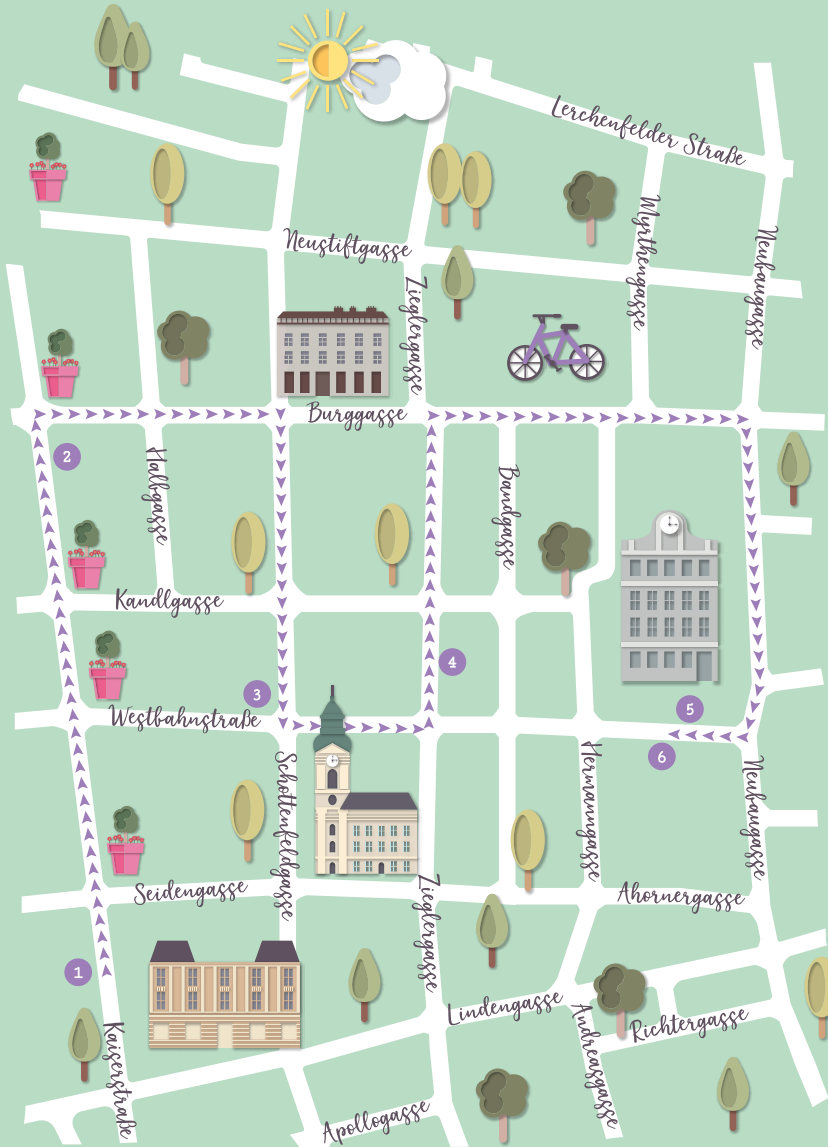 Lerchenfelder Straße
Myrthengasse
Neubaugasse
Neustiftgasse
Zieglergasse
Burggasse
2
Halbgasse
Bandgasse
Kandlgasse
4
3
5
Westbahnstraße
6
Schottenfeldgasse
Hermanngasse
Neubaugasse
Seidengasse
Zieglergasse
Ahornergasse
1
Lindengasse
Andreasgasse
Richtergasse
Kaiserstraße
Apollogasse